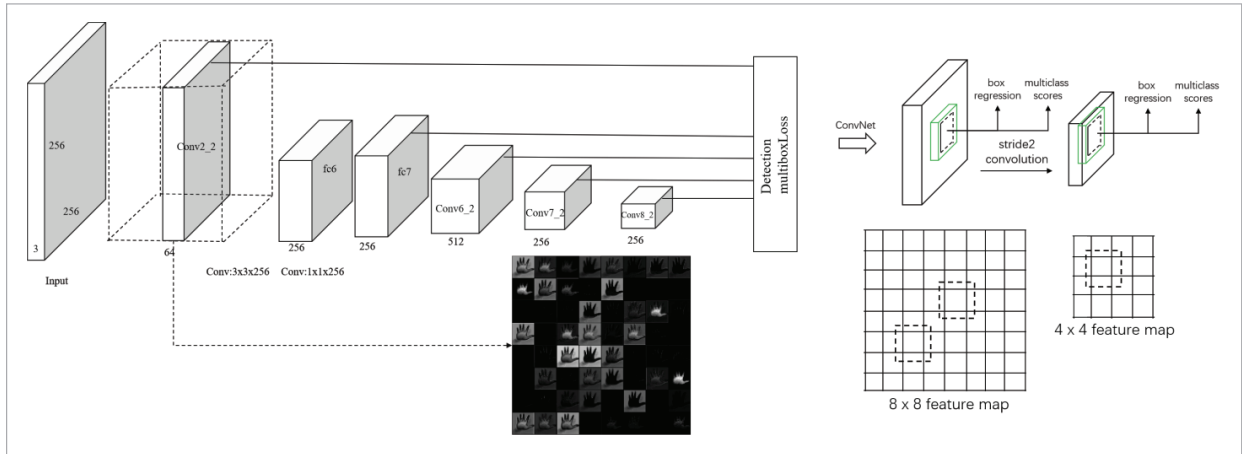 256
256
3
Input
Conv2_2
64
fc6
256
Conv:3x3x256
fc7
256
Conv:1x1x256
Conv6_2
512
Conv7_2
256
Conv8_2
256
Detection
multiboxLoss
ConvNet
box
regression
multiclass
scores
stride2
convolution
box
regression
multiclass
scores
8 x 8 feature map
4 x 4 feature map